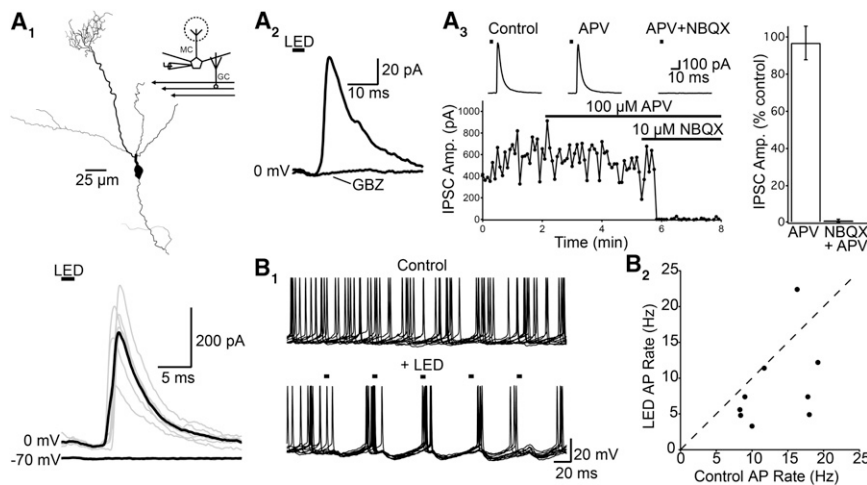 A1
MC
GC
25 µm
LED
200 pA
5 ms
0 mV
-70 mV
A2
LED
20 pA
10 ms
0 mV
GBZ
A3
Control
APV
APV+NBQX
100 pA
10 ms
100 µM APV
10 µM NBQX
IPSC Amp. (pA)
1000
800
600
400
200
0
0 2 4 6 8
Time (min)
IPSC Amp. (% control)
100
80
60
40
20
0
APV
NBQX
+ APV
B1
Control
+ LED
20 mV
20 ms
B2
LED AP Rate (Hz)
25
20
15
10
5
0 5 10 15 20 25
Control AP Rate (Hz)